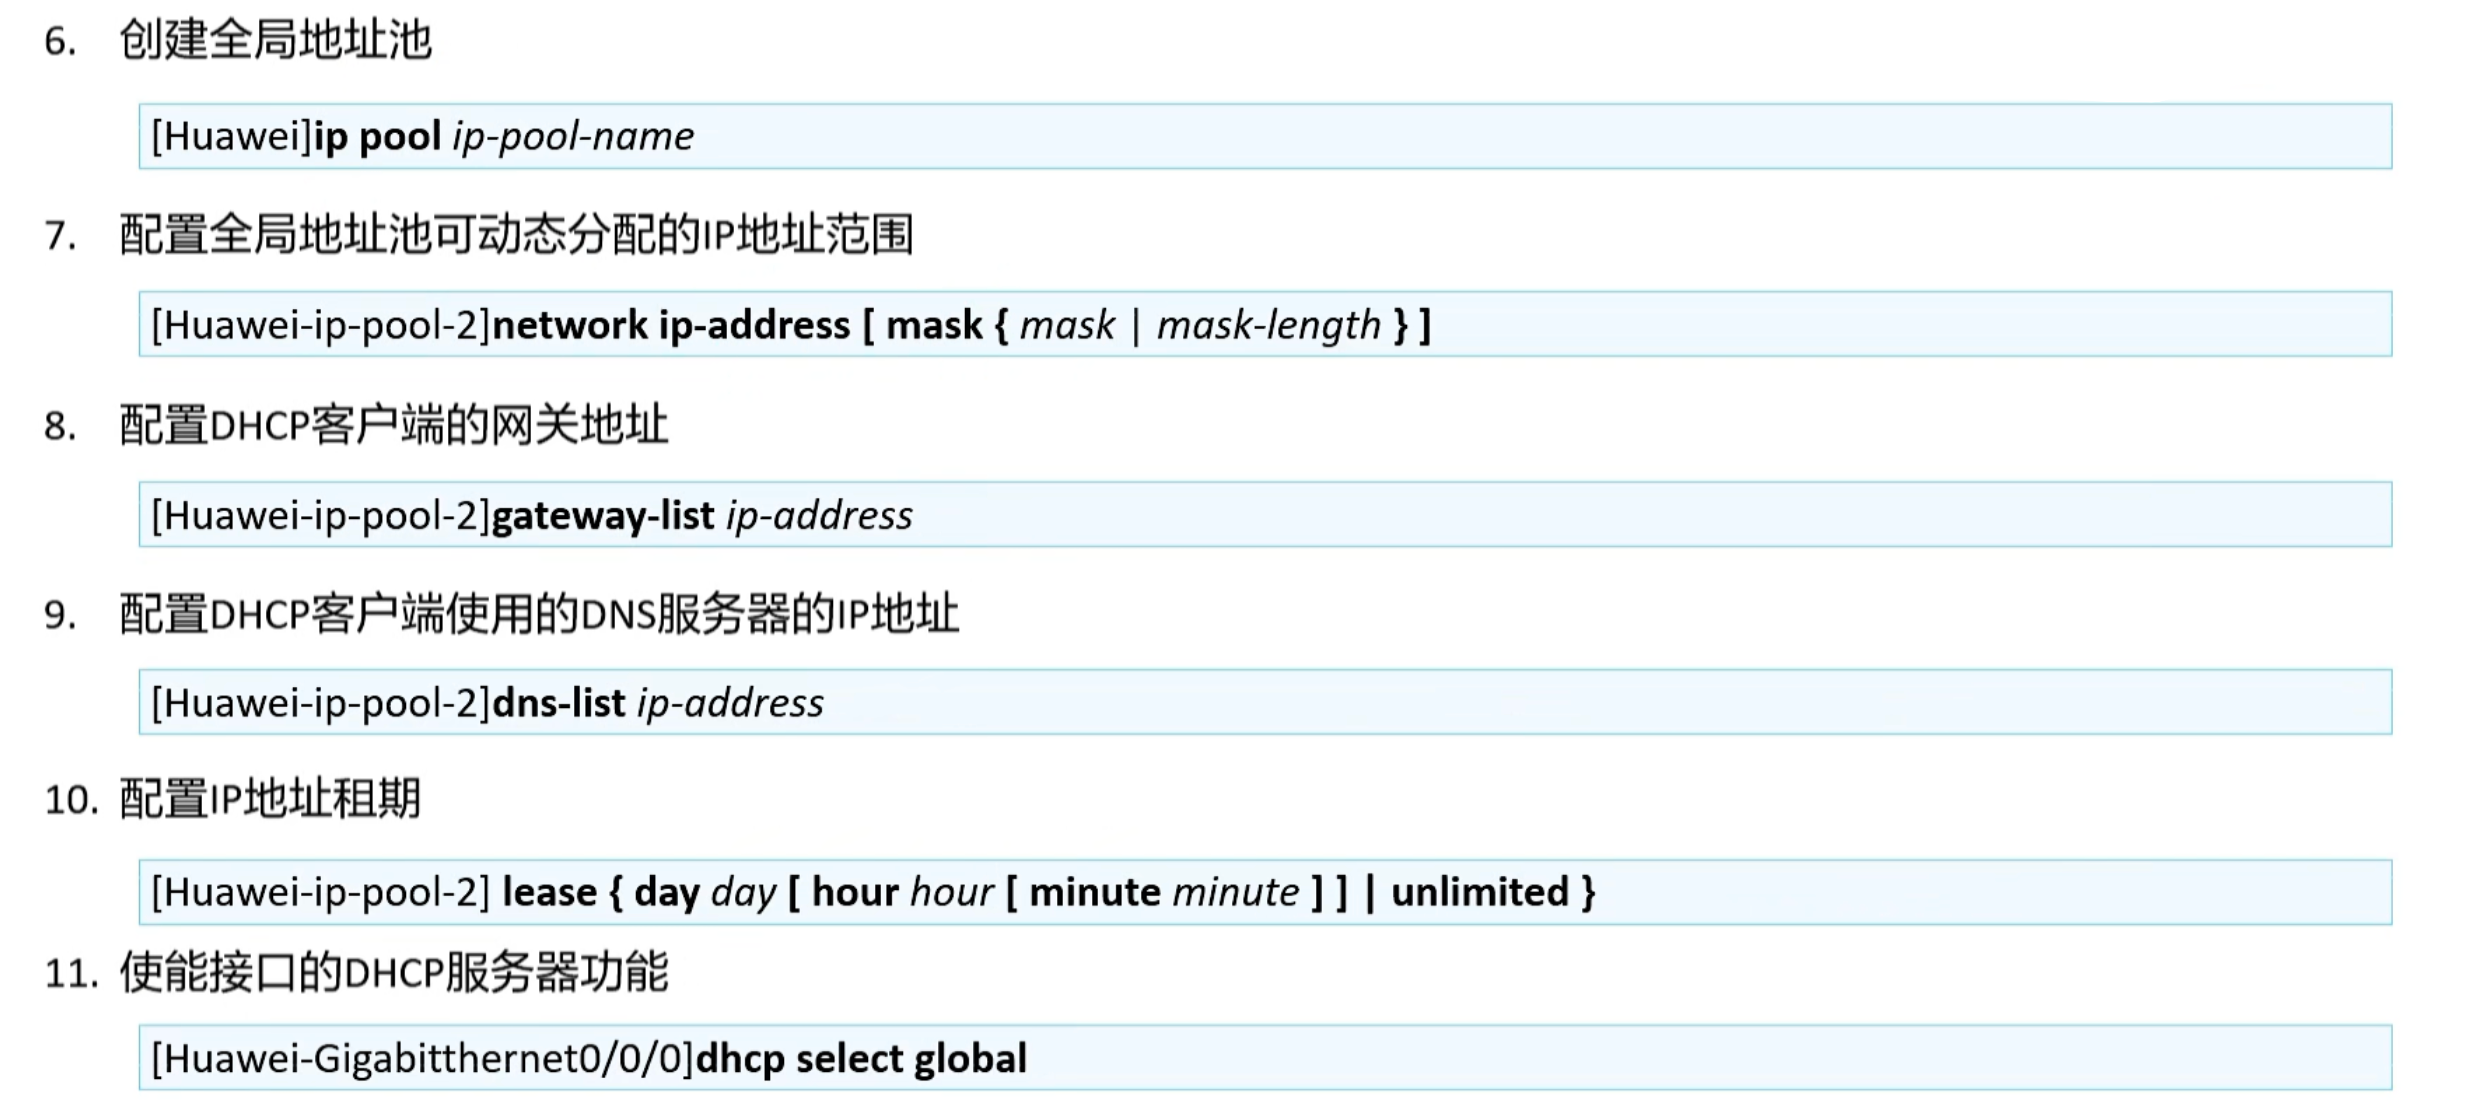 6. 创建全局地址池
[Huawei]ip pool ip-pool-name
7. 配置全局地址池可动态分配的IP地址范围
[Huawei-ip-pool-2]network ip-address [ mask { mask | mask-length } ]
8. 配置DHCP客户端的网关地址
[Huawei-ip-pool-2]gateway-list ip-address
9. 配置DHCP客户端使用的DNS服务器的IP地址
[Huawei-ip-pool-2]dns-list ip-address
10. 配置IP地址租期
[Huawei-ip-pool-2] lease { day day [ hour hour [ minute minute ] ] | unlimited }
11. 使能接口的DHCP服务器功能
[Huawei-Gigabitthernet0/0/0]dhcp select global